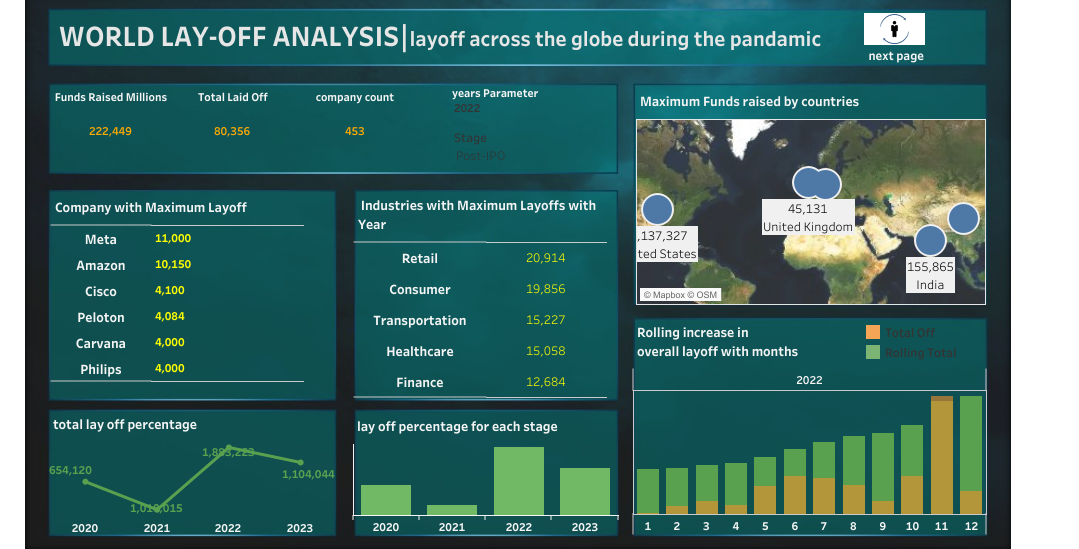 WORLD LAY-OFF ANALYSIS|layoff across the globe during the pandamic
next page
Funds Raised Millions
Total Laid Off
company count
years Parameter
2022
222,449
80,356
453
Stage
Post-IPO
Maximum Funds raised by countries
,137,327
ted States
45,131
United Kingdom
155,865
India
© Mapbox © OSM
Company with Maximum Layoff
Meta 11,000
Amazon 10,150
Cisco 4,100
Peloton 4,084
Carvana 4,000
Philips 4,000
Industries with Maximum Layoffs with
Year
Retail 20,914
Consumer 19,856
Transportation 15,227
Healthcare 15,058
Finance 12,684
Rolling increase in
overall layoff with months
Total Off
Rolling Total
2022
1 2 3 4 5 6 7 8 9 10 11 12
total lay off percentage
654,120
1,104,044
2020 2021 2022 2023
lay off percentage for each stage
2020 2021 2022 2023